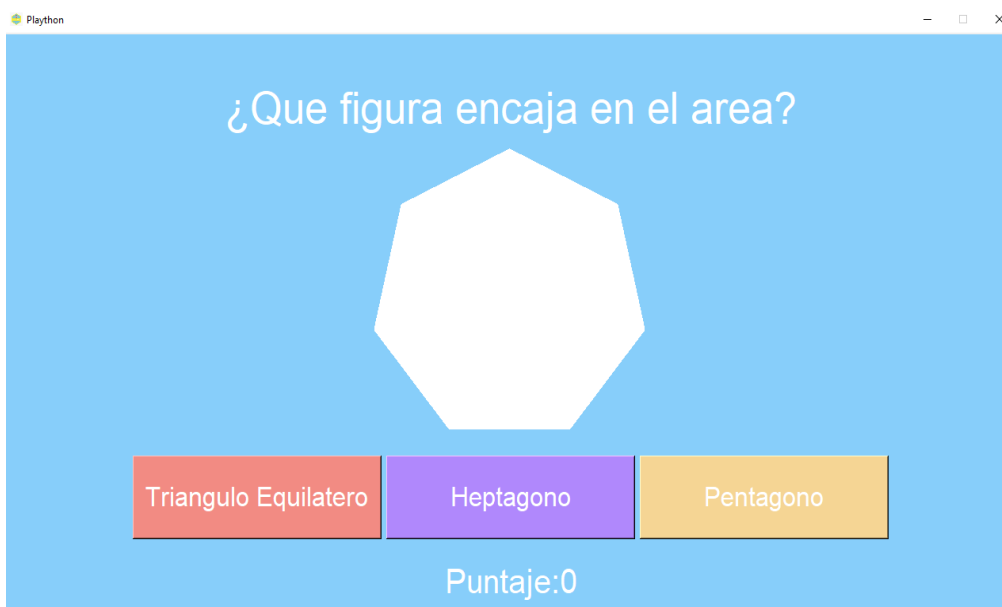 Plaython
¿Que figura encaja en el area?
Triangulo Equilatero
Heptagono
Pentagono
Puntaje:0